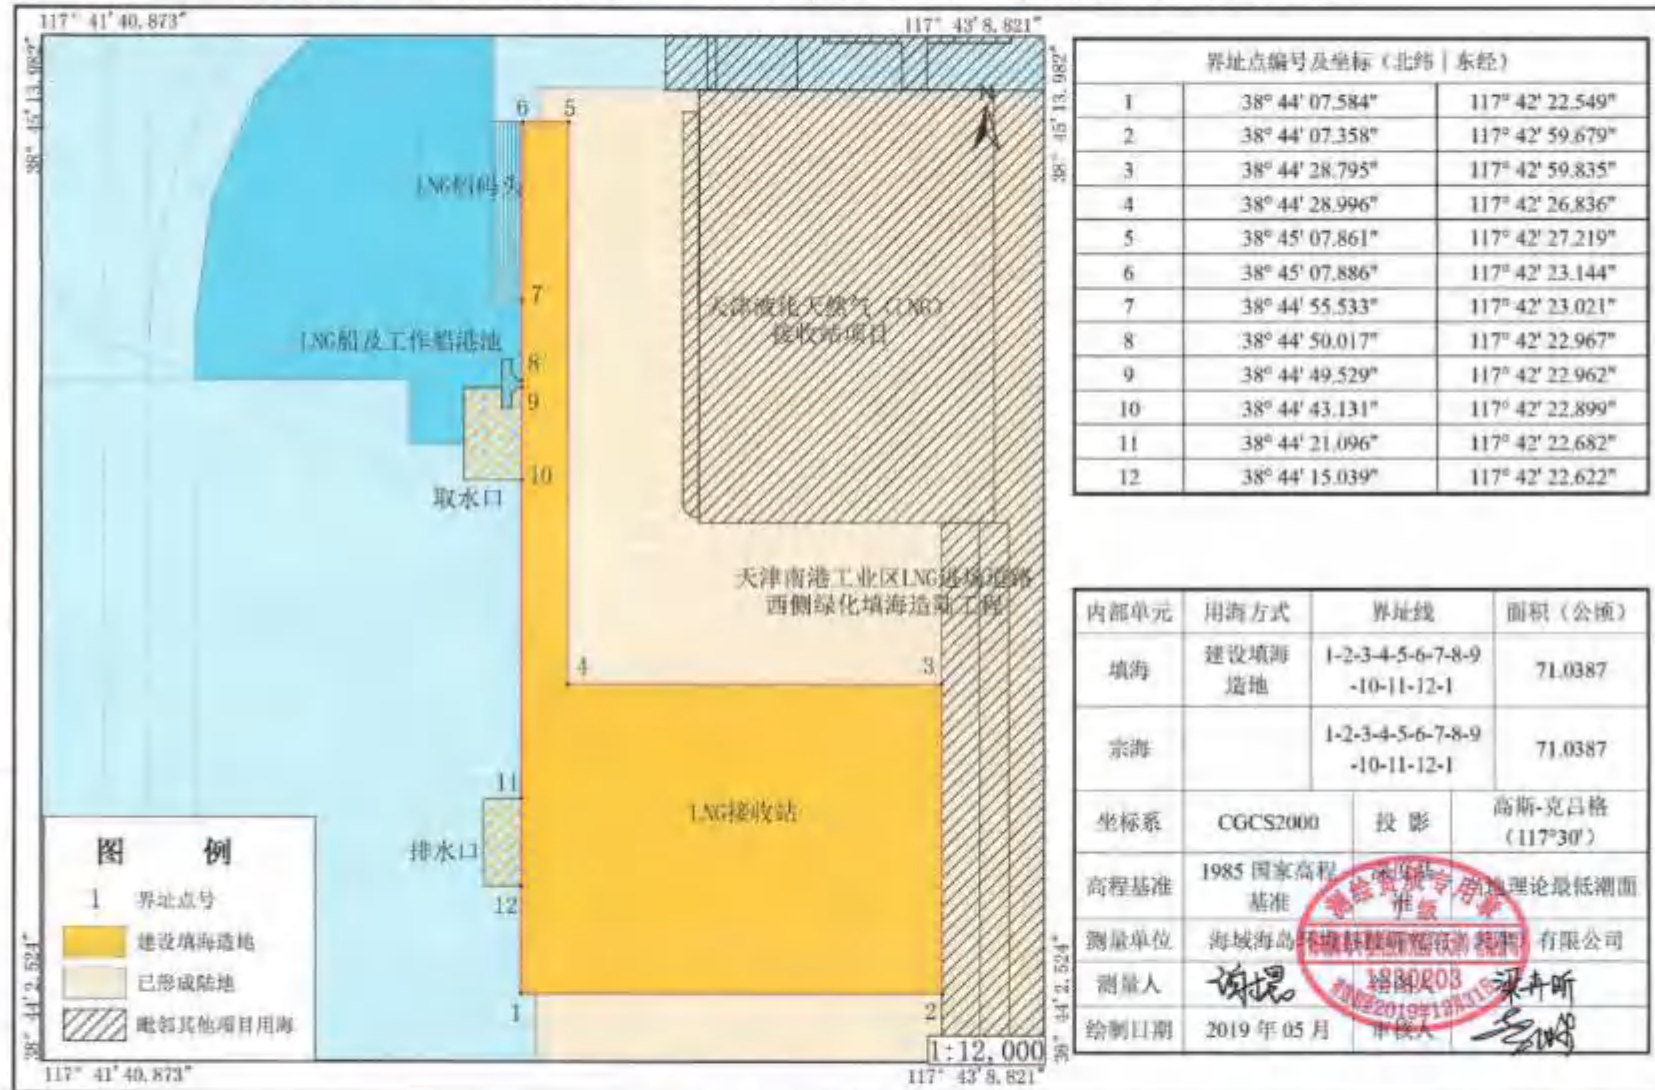 117° 41′40.873″
117° 43′8.821″
38° 45′13.982″
38° 45′13.982″
N
6
5
LNG船码头
7
天津液化天然气(LNG)
接收站项目
LNG船及工作船港池
8
9
10
取水口
天津南港工业区LNG进场道路
西侧绿化填海造陆工程
4
3
11
LNG接收站
排水口
12
1
2
图 例
1 界址点号
建设填海造地
已形成陆地
毗邻其他项目用海
1:12,000
38° 44′2.524″
38° 44′2.524″
117° 41′40.873″
117° 43′8.821″
界址点编号及坐标(北纬|东经)
1 38° 44' 07.584" 117° 42' 22.549"
2 38° 44' 07.358" 117° 42' 59.679"
3 38° 44' 28.795" 117° 42' 59.835"
4 38° 44' 28.996" 117° 42' 26.836"
5 38° 45' 07.861" 117° 42' 27.219"
6 38° 45' 07.886" 117° 42' 23.144"
7 38° 44' 55.533" 117° 42' 23.021"
8 38° 44' 50.017" 117° 42' 22.967"
9 38° 44' 49.529" 117° 42' 22.962"
10 38° 44' 43.131" 117° 42' 22.899"
11 38° 44' 21.096" 117° 42' 22.682"
12 38° 44' 15.039" 117° 42' 22.622"
内部单元 用海方式 界址线 面积(公顷)
填海 建设填海造地 1-2-3-4-5-6-7-8-9-10-11-12-1 71.0387
宗海 1-2-3-4-5-6-7-8-9-10-11-12-1 71.0387
坐标系 CGCS2000 投 影 高斯-克吕格(117°30′)
高程基准 1985 国家高程基准 当地理论最低潮面
测量单位 海域海岛 有限公司
测量人
绘制日期 2019 年 05 月 审核人
测绘资质专用章